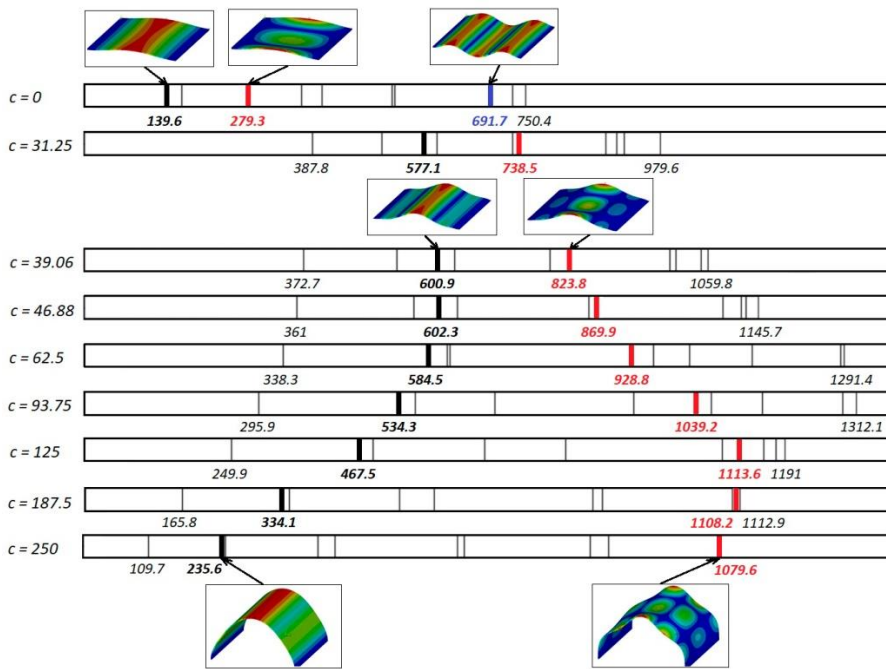 c = 0
139.6 279.3 691.7 750.4
c = 31.25
387.8 577.1 738.5 979.6
c = 39.06
372.7 600.9 823.8 1059.8
c = 46.88
361 602.3 869.9 1145.7
c = 62.5
338.3 584.5 928.8 1291.4
c = 93.75
295.9 534.3 1039.2 1312.1
c = 125
249.9 467.5 1113.6 1191
c = 187.5
165.8 334.1 1108.2 1112.9
c = 250
109.7 235.6 1079.6